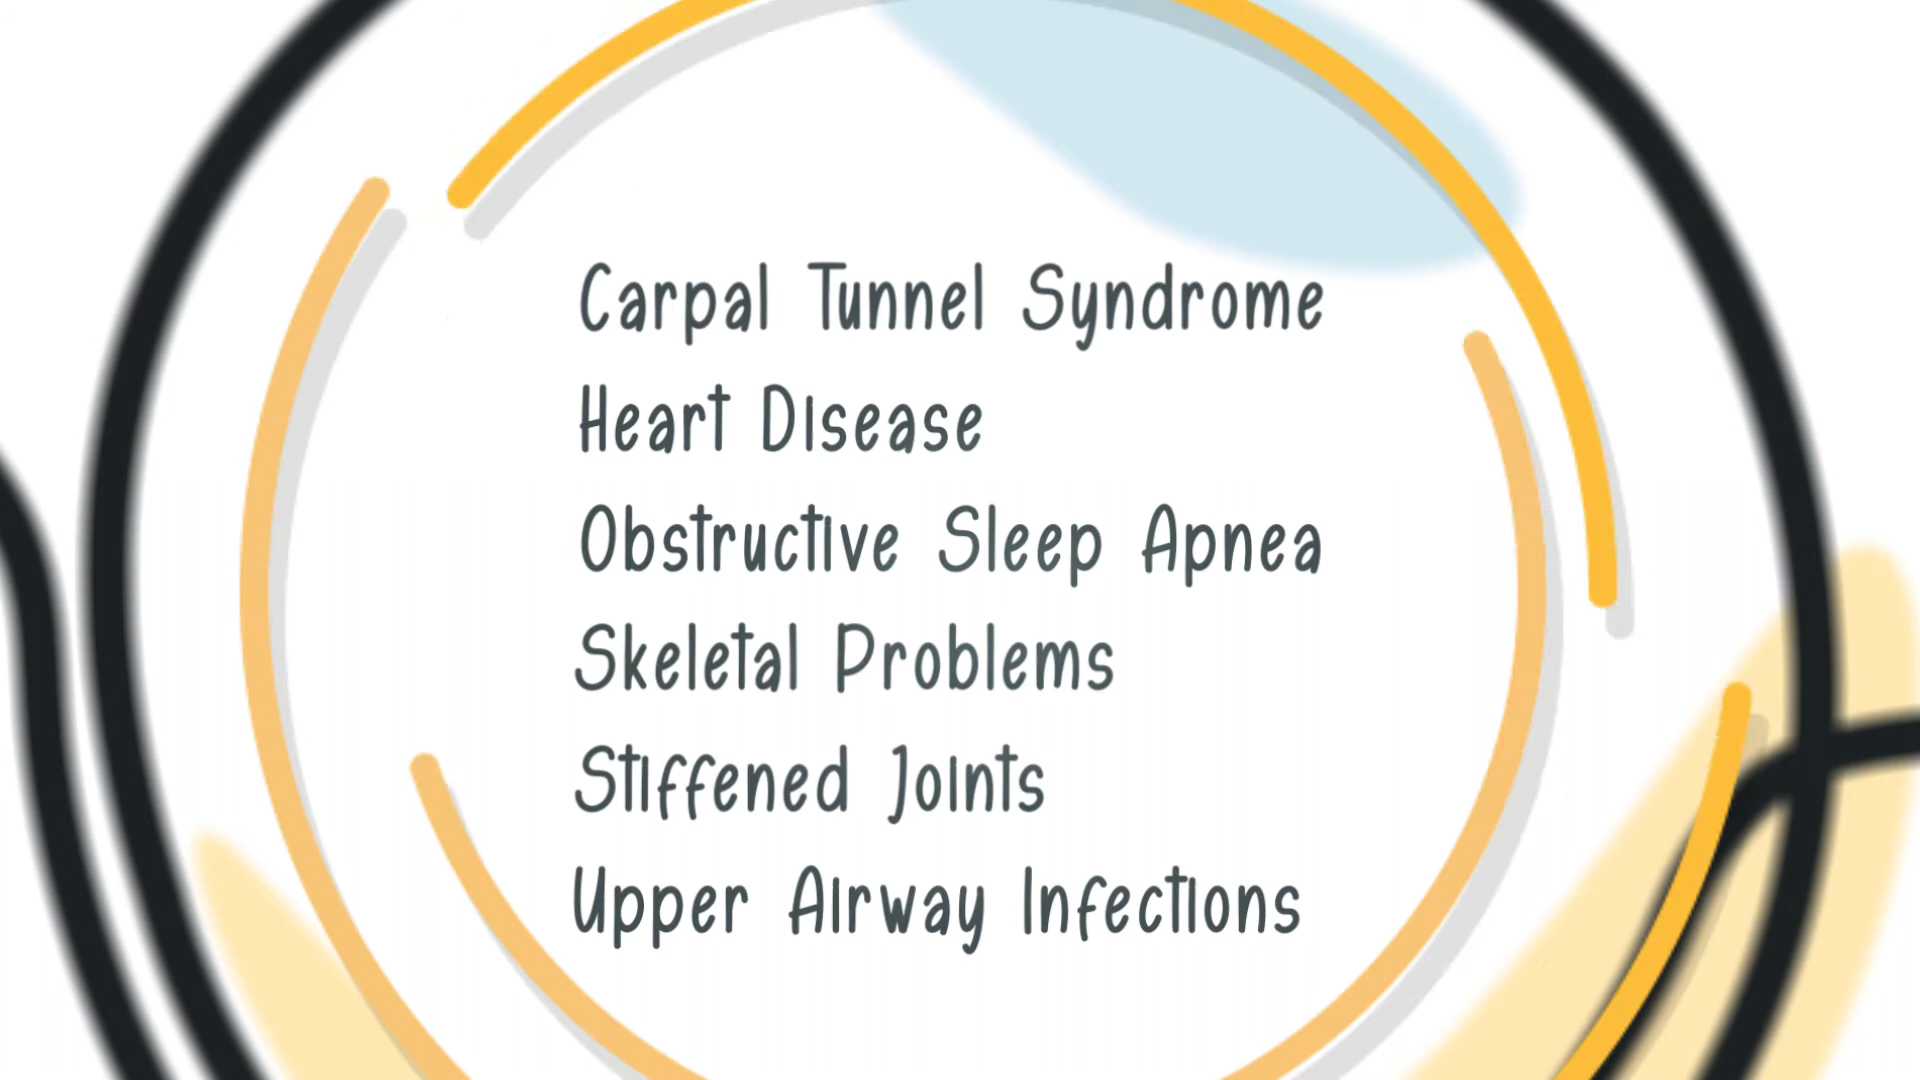 Carpal Tunnel Syndrome
Heart Disease
Obstructive Sleep Apnea
Skeletal Problems
Stiffened Joints
Upper Airway Infections